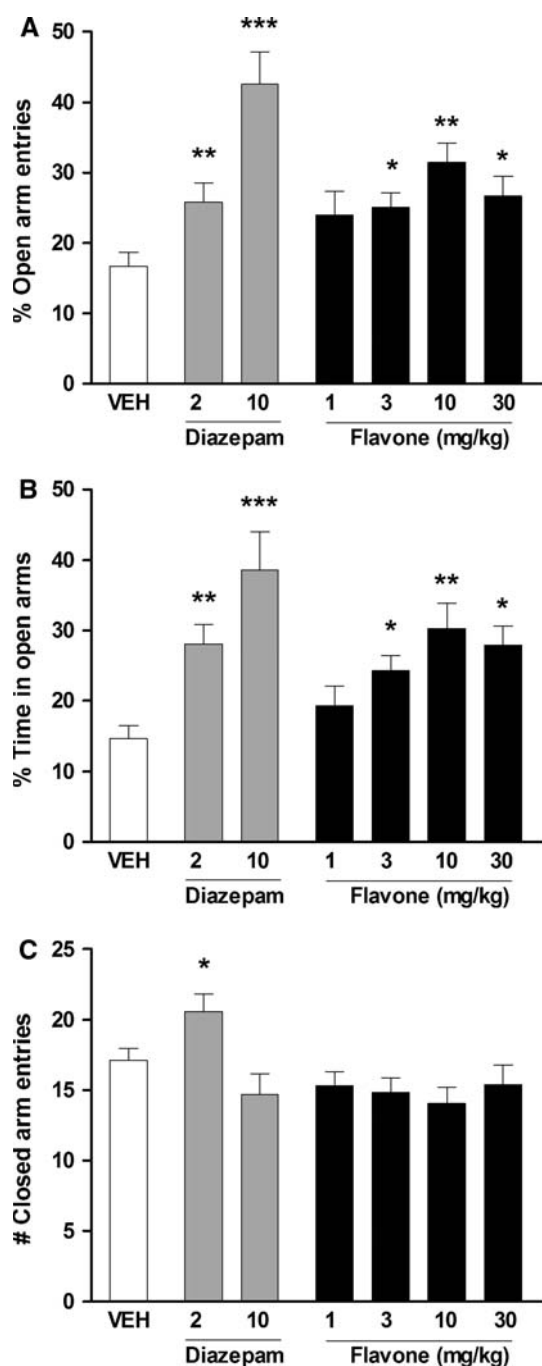 A
% Open arm entries
50
40
30
20
10
0
**
***
*
**
*
VEH 2 10 1 3 10 30
Diazepam Flavone (mg/kg)
B
% Time in open arms
50
40
30
20
10
0
**
***
*
**
*
VEH 2 10 1 3 10 30
Diazepam Flavone (mg/kg)
C
# Closed arm entries
25
20
15
10
5
0
*
VEH 2 10 1 3 10 30
Diazepam Flavone (mg/kg)